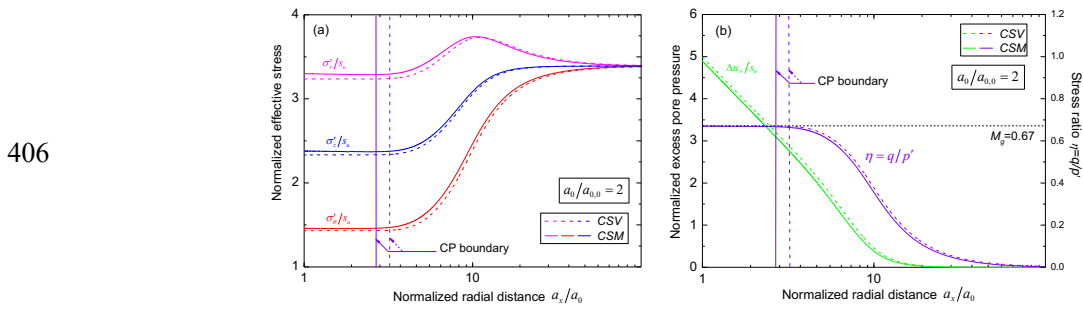 406
(a)
Normalized effective stress
4
3
2
1
σ′r/su
σ′z/su
σ′θ/su
a0/a0,0 = 2
CSV
CSM
CP boundary
1
10
Normalized radial distance ax/a0
(b)
Normalized excess pore pressure
6
5
4
3
2
1
0
Δuw/su
CSV
CSM
CP boundary
a0/a0,0 = 2
Mg=0.67
η = q/p′
1.2
1.0
0.8
0.6
0.4
0.2
0.0
Stress ratio η=q/p'
1
10
Normalized radial distance ax/a0